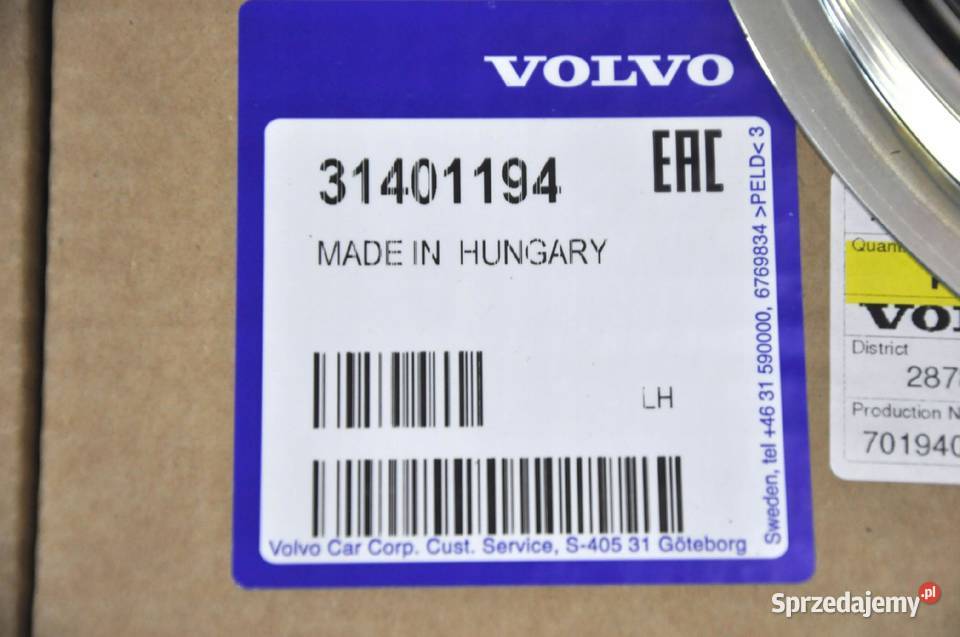 VOLVO
31401194
EAC
MADE IN HUNGARY
LH
Volvo Car Corp. Cust. Service, S-405 31 Göteborg
Sweden, tel +46 31 590000, 6769834 >PELD< 3
District
Production N
Sprzedajemy.pl